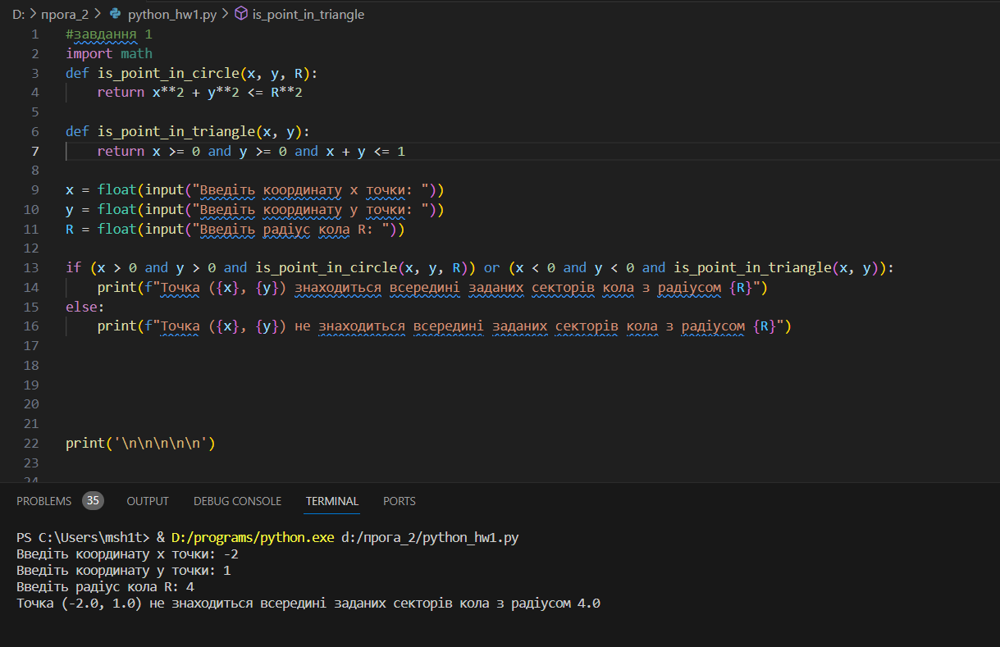 D: > прога_2 > python_hw1.py > is_point_in_triangle
1 #завдання 1
2 import math
3 def is_point_in_circle(x, y, R):
4     return x**2 + y**2 <= R**2
5
6 def is_point_in_triangle(x, y):
7     return x >= 0 and y >= 0 and x + y <= 1
8
9 x = float(input("Введіть координату x точки: "))
10 y = float(input("Введіть координату y точки: "))
11 R = float(input("Введіть радіус кола R: "))
12
13 if (x > 0 and y > 0 and is_point_in_circle(x, y, R)) or (x < 0 and y < 0 and is_point_in_triangle(x, y)):
14     print(f"Точка ({x}, {y}) знаходиться всередині заданих секторів кола з радіусом {R}")
15 else:
16     print(f"Точка ({x}, {y}) не знаходиться всередині заданих секторів кола з радіусом {R}")
17
18
19
20
21
22 print('\n\n\n\n\n')
23
24
PROBLEMS 35 OUTPUT DEBUG CONSOLE TERMINAL PORTS
PS C:\Users\msh1t> & D:/programs/python.exe d:/прога_2/python_hw1.py
Введіть координату x точки: -2
Введіть координату y точки: 1
Введіть радіус кола R: 4
Точка (-2.0, 1.0) не знаходиться всередині заданих секторів кола з радіусом 4.0